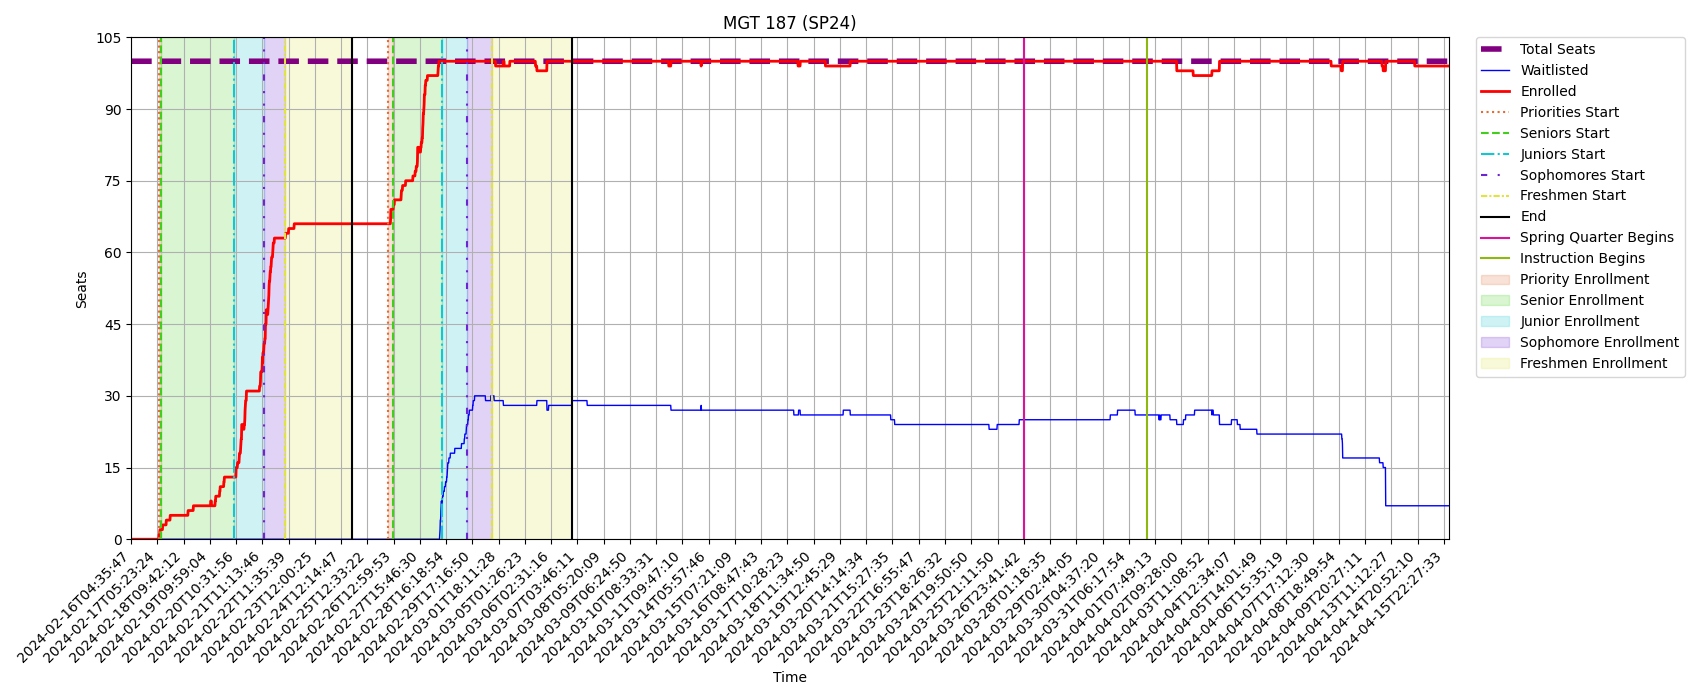 MGT 187 (SP24)
105
90
75
60
45
30
15
0
Seats
2024-02-16T04:35:47
2024-02-17T05:23:24
2024-02-18T09:42:12
2024-02-19T09:59:04
2024-02-20T10:31:56
2024-02-21T11:13:46
2024-02-22T11:35:39
2024-02-23T12:00:25
2024-02-24T12:14:47
2024-02-25T12:33:22
2024-02-26T12:59:53
2024-02-27T15:46:30
2024-02-28T16:18:54
2024-02-29T17:16:50
2024-03-01T18:11:28
2024-03-05T01:26:23
2024-03-06T02:31:16
2024-03-07T03:46:11
2024-03-08T05:20:09
2024-03-09T06:24:50
2024-03-10T08:33:31
2024-03-11T09:47:10
2024-03-14T05:57:46
2024-03-15T07:21:09
2024-03-16T08:47:43
2024-03-17T10:28:23
2024-03-18T11:34:50
2024-03-19T12:45:29
2024-03-20T14:14:34
2024-03-21T15:27:35
2024-03-22T16:55:47
2024-03-23T18:26:32
2024-03-24T19:50:50
2024-03-25T21:11:50
2024-03-26T23:41:42
2024-03-28T01:18:35
2024-03-29T02:44:05
2024-03-30T04:37:20
2024-03-31T06:17:54
2024-04-01T07:49:13
2024-04-02T09:28:00
2024-04-03T11:08:52
2024-04-04T12:34:07
2024-04-05T14:01:49
2024-04-06T15:35:19
2024-04-07T17:12:30
2024-04-08T18:49:54
2024-04-09T20:27:11
2024-04-13T11:12:27
2024-04-14T20:52:10
2024-04-15T22:27:33
Time
Total Seats
Waitlisted
Enrolled
Priorities Start
Seniors Start
Juniors Start
Sophomores Start
Freshmen Start
End
Spring Quarter Begins
Instruction Begins
Priority Enrollment
Senior Enrollment
Junior Enrollment
Sophomore Enrollment
Freshmen Enrollment